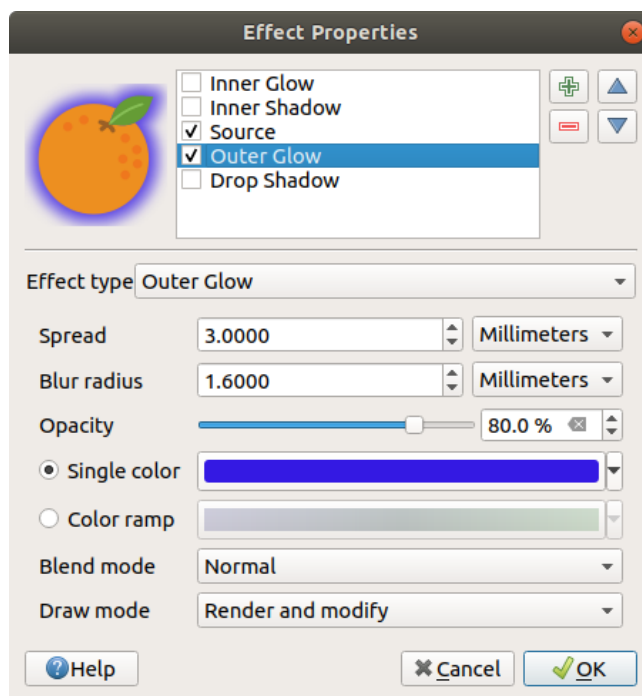 Effect Properties
Inner Glow
Inner Shadow
Source
Outer Glow
Drop Shadow
Effect type Outer Glow
Spread 3.0000 Millimeters
Blur radius 1.6000 Millimeters
Opacity 80.0 %
Single color
Color ramp
Blend mode Normal
Draw mode Render and modify
Help Cancel OK